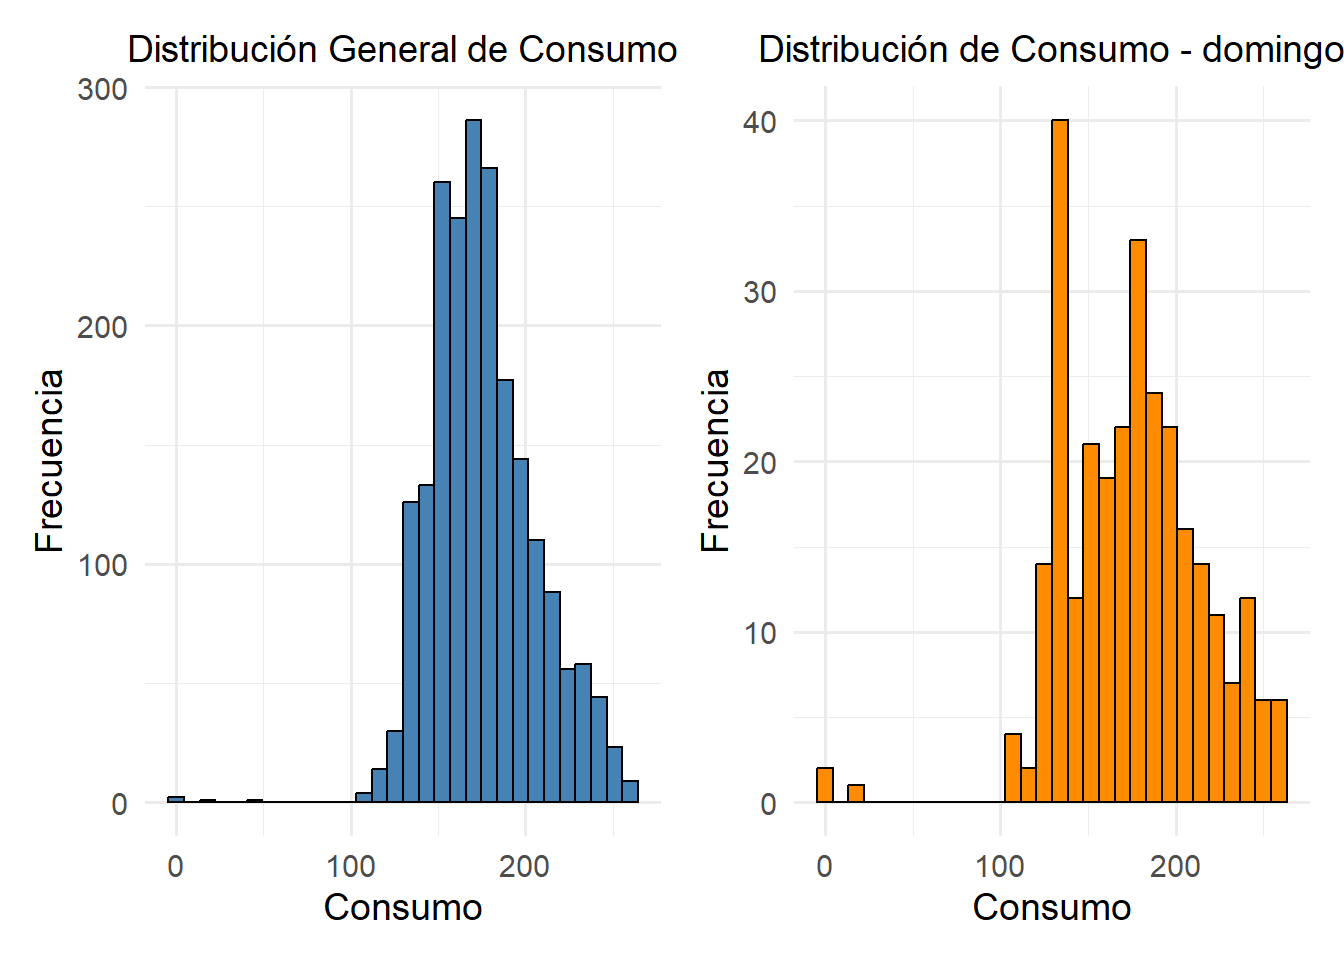 Distribución General de Consumo
300
200
100
0
Frecuencia
0 100 200
Consumo
Distribución de Consumo - domingo
40
30
20
10
0
Frecuencia
0 100 200
Consumo